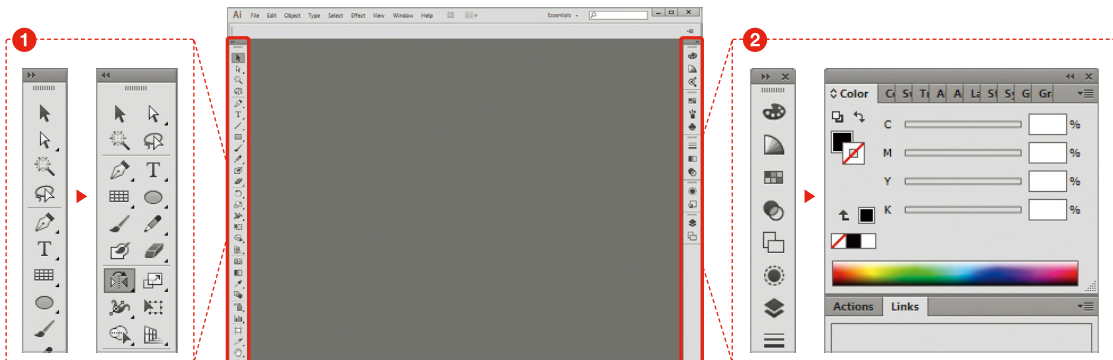 Ai File Edit Object Type Select Effect View Window Help Essentials
1
2
Color
C %
M %
Y %
K %
Actions Links